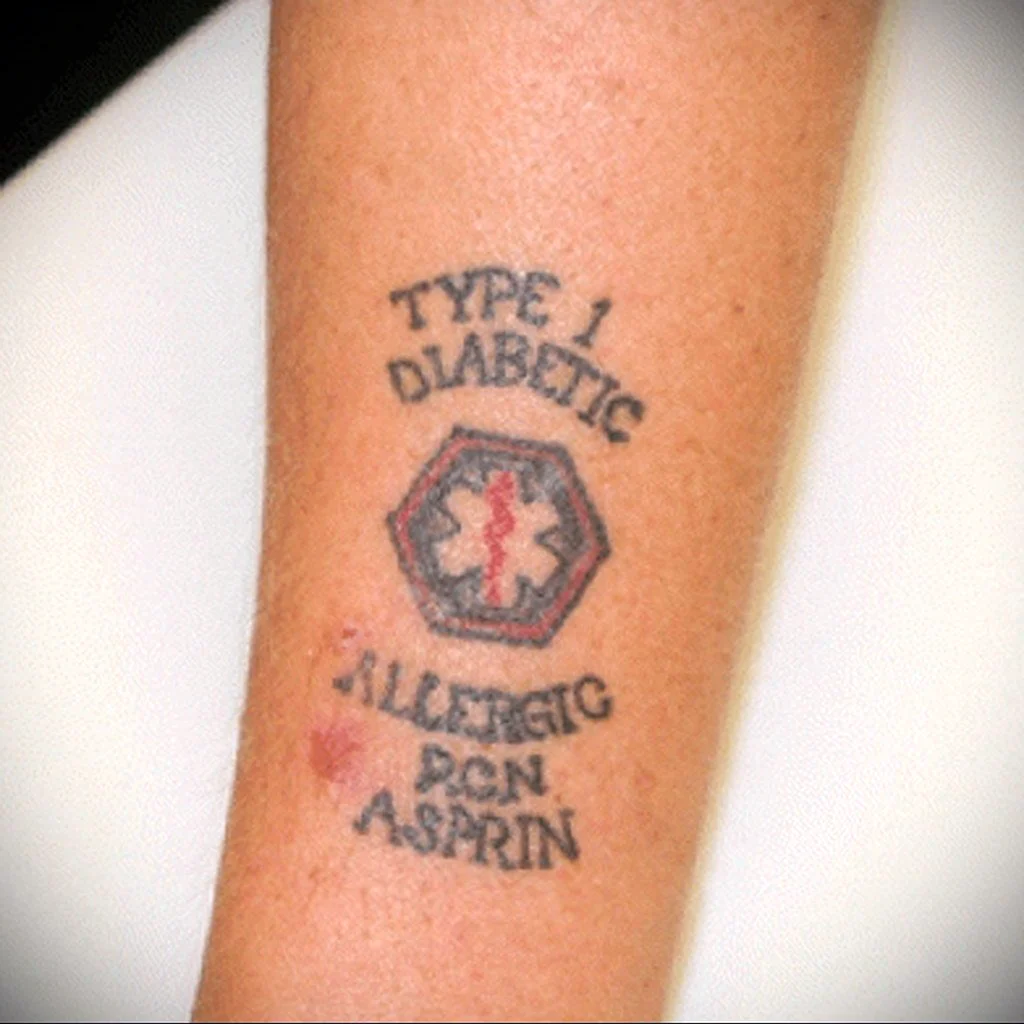 TYPE 1
DIABETIC
ALLERGIC
P.C.N
ASPRIN